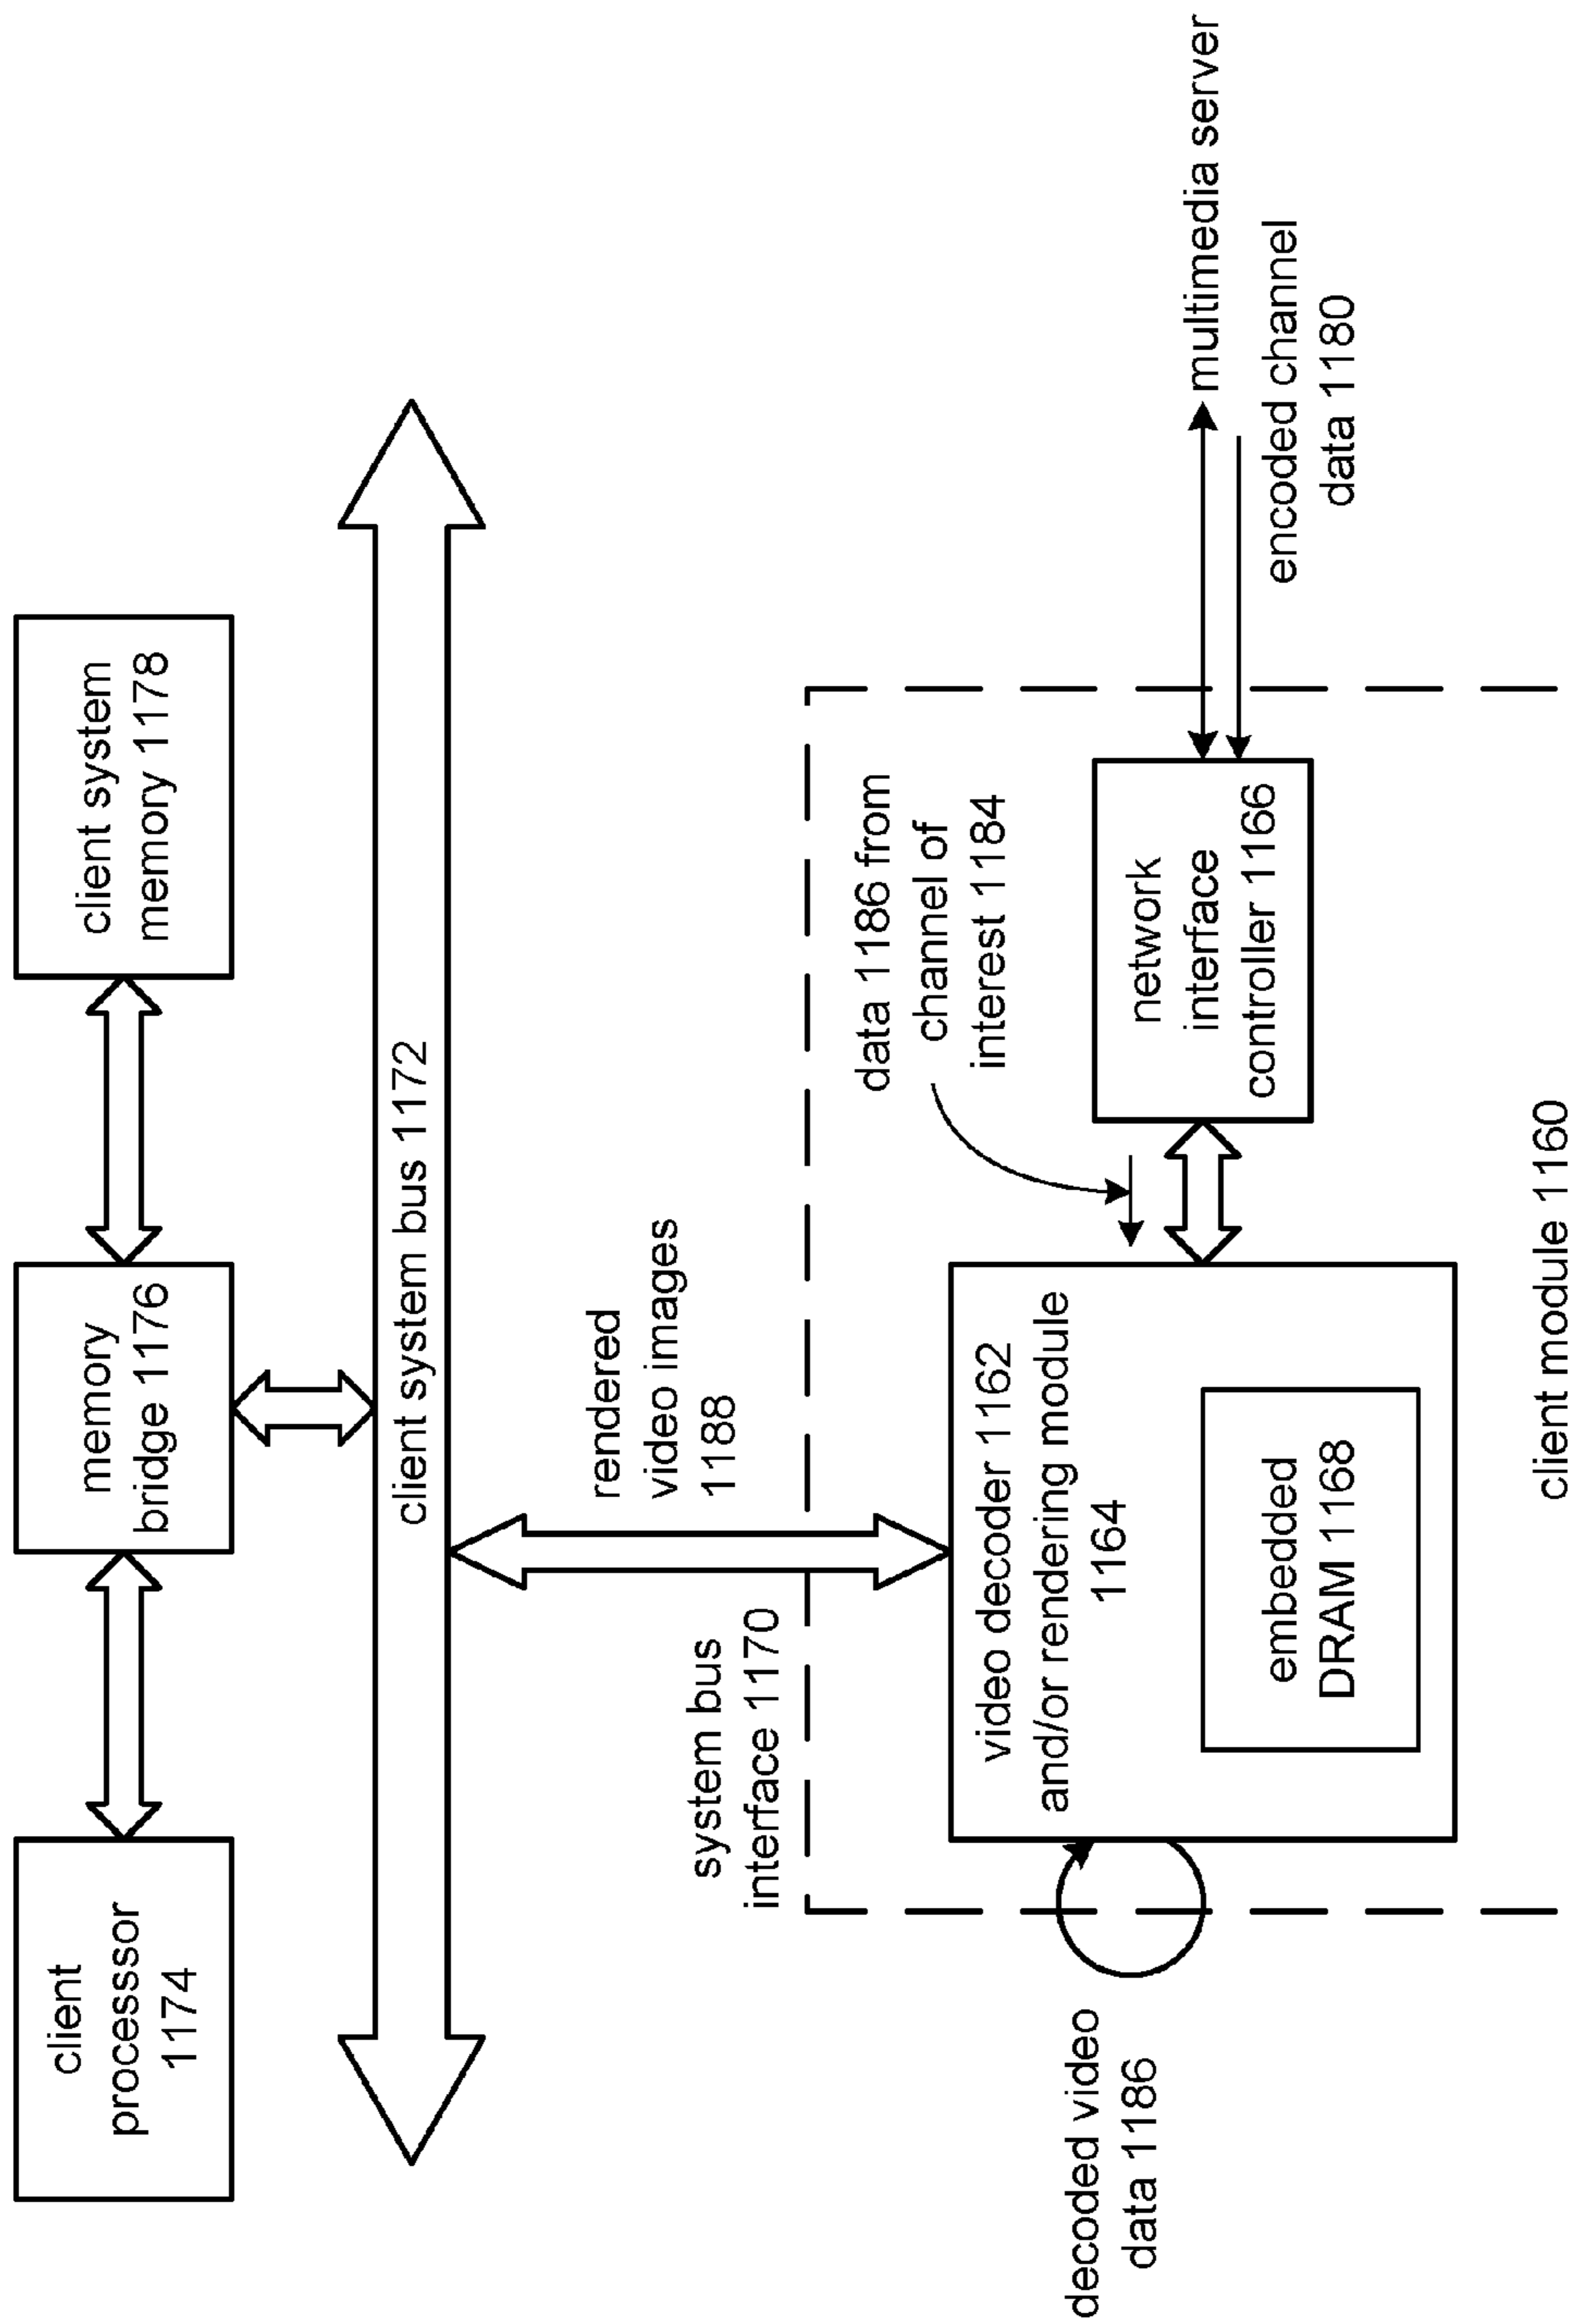 client
processor
1174
memory
bridge 1176
client system
memory 1178
client system bus 1172
rendered
video images
1188
system bus
interface 1170
data 1186 from
channel of
interest 1184
multimedia server
encoded channel
data 1180
video decoder 1162
and/or rendering module
1164
embedded
DRAM 1168
network
interface
controller 1166
decoded video
data 1186
client module 1160